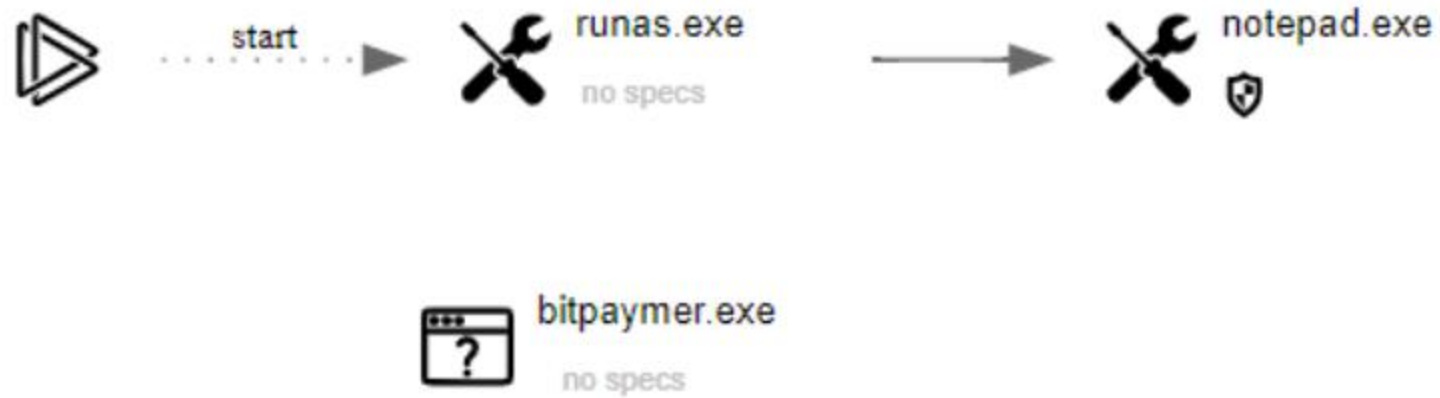 start
runas.exe
no specs
notepad.exe
bitpaymer.exe
no specs